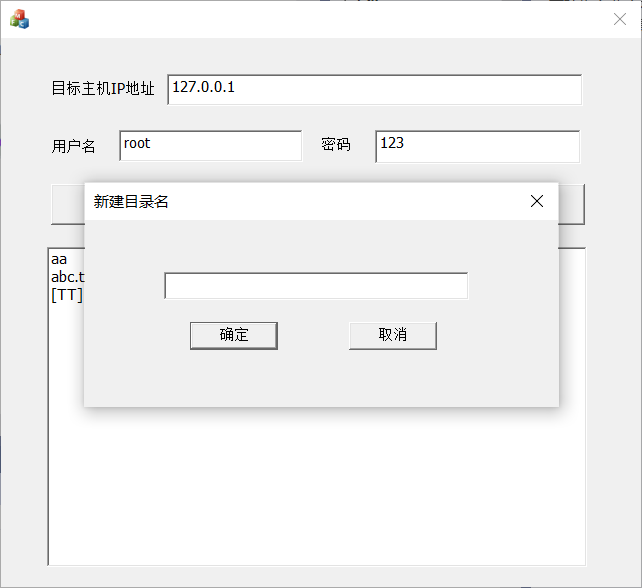 目标主机IP地址 127.0.0.1
用户名 root 密码 123
新建目录名
aa
abc.t
[TT]
确定 取消